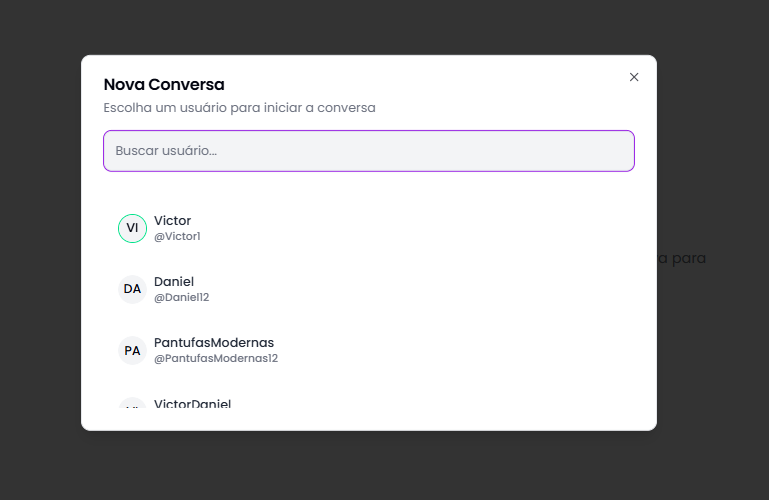 Nova Conversa
Escolha um usuário para iniciar a conversa
Buscar usuário...
VI
Victor
@Victor1
a para
DA
Daniel
@Daniel12
PA
PantufasModernas
@PantufasModernas12
VictorDaniel